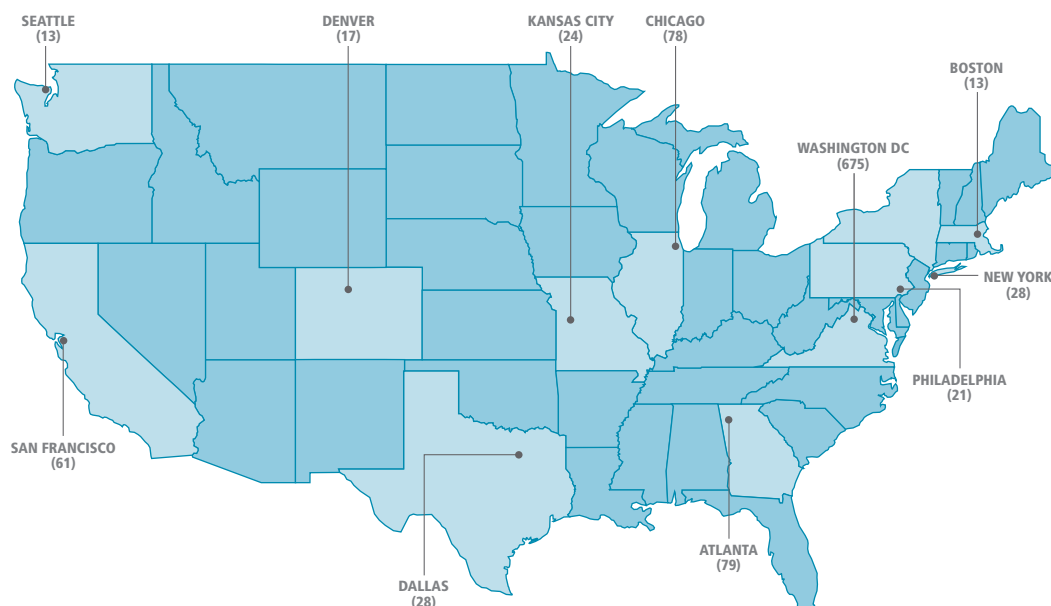 SEATTLE
(13)
DENVER
(17)
KANSAS CITY
(24)
CHICAGO
(78)
BOSTON
(13)
WASHINGTON DC
(675)
NEW YORK
(28)
PHILADELPHIA
(21)
SAN FRANCISCO
(61)
ATLANTA
(79)
DALLAS
(28)